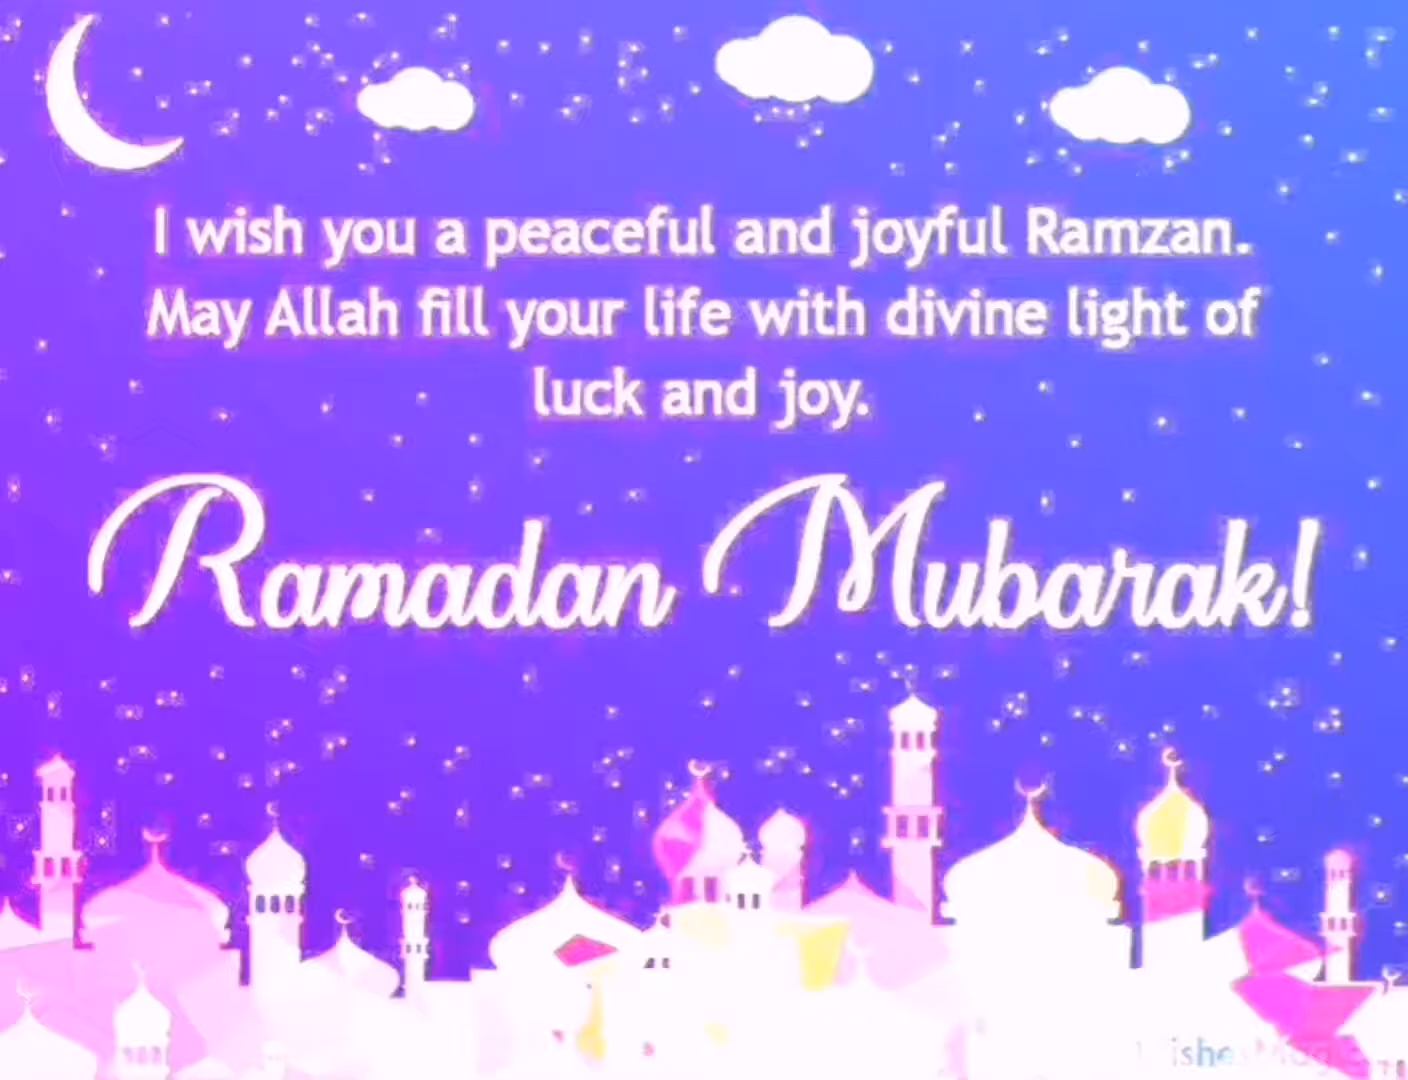 I wish you a peaceful and joyful Ramzan.
May Allah fill your life with divine light of
luck and joy.
Ramadan Mubarak!